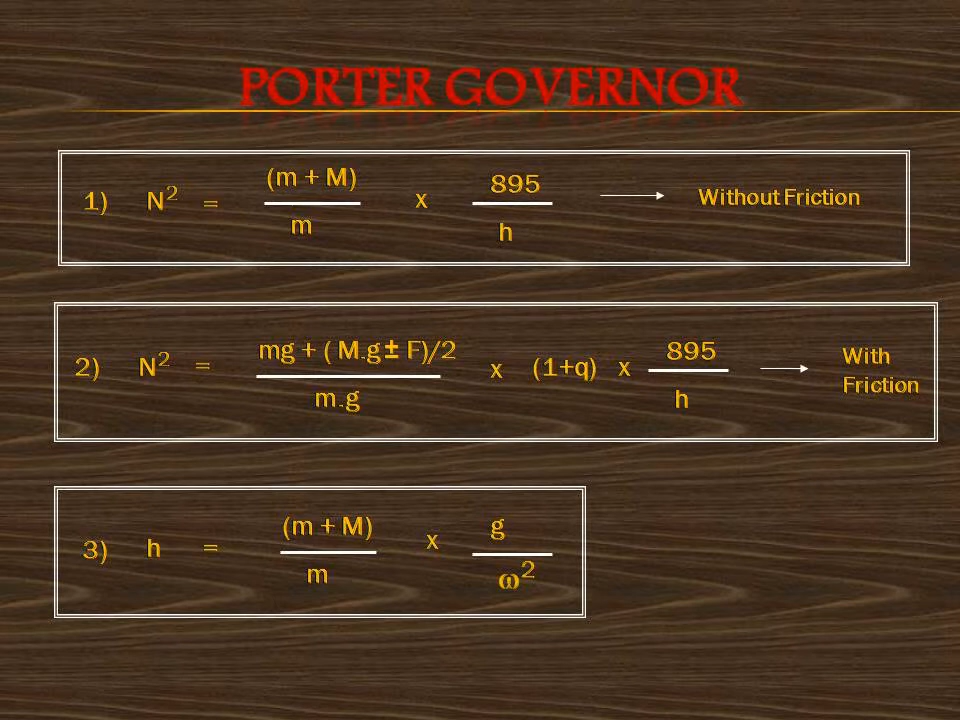 PORTER GOVERNOR
1) N² = (m + M) / m x 895 / h → Without Friction
2) N² = mg + ( M.g ± F)/2 / m.g x (1+q) x 895 / h → With Friction
3) h = (m + M) / m x g / ω²